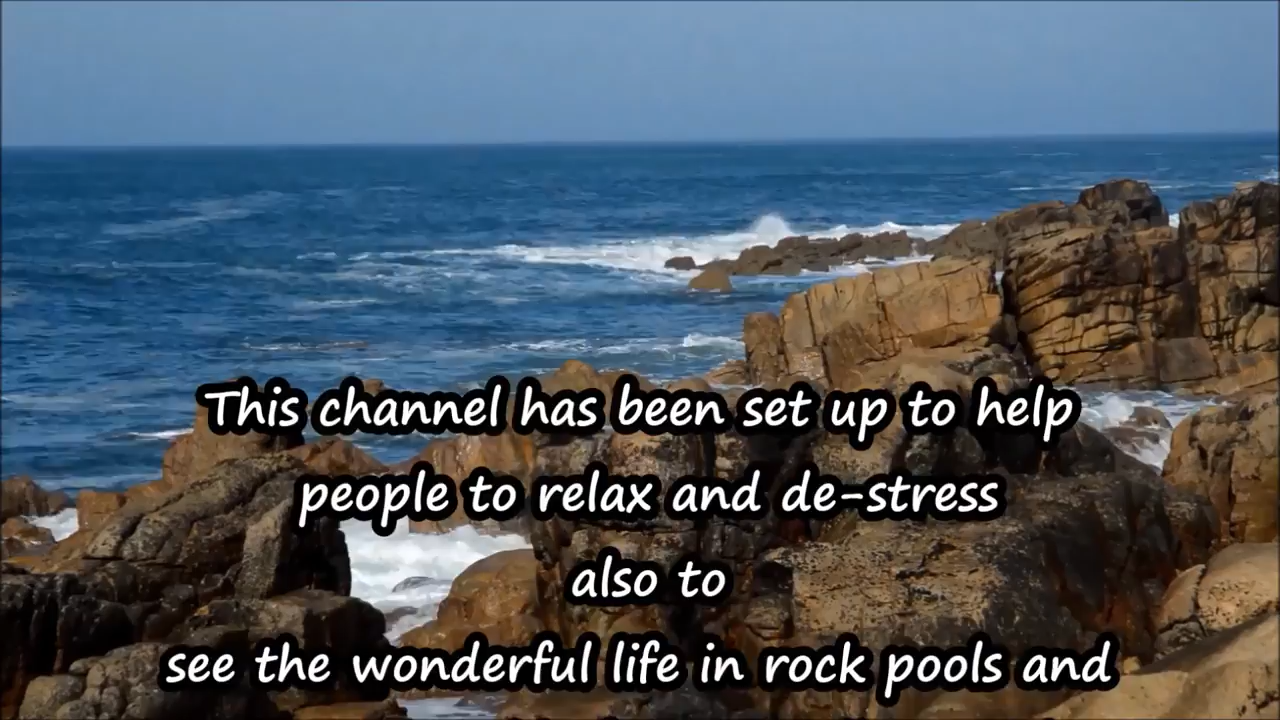 This channel has been set up to help
people to relax and de-stress
also to
see the wonderful life in rock pools and